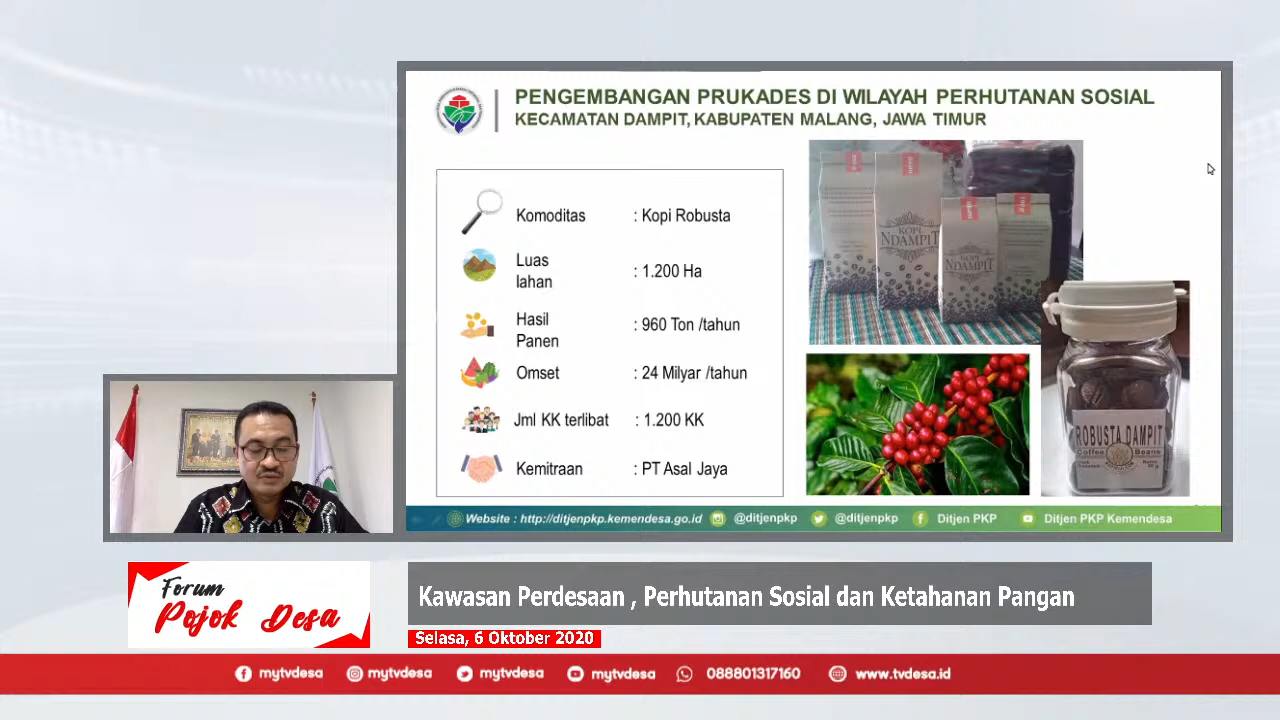 PENGEMBANGAN PRUKADES DI WILAYAH PERHUTANAN SOSIAL
KECAMATAN DAMPIT, KABUPATEN MALANG, JAWA TIMUR
Komoditas : Kopi Robusta
Luas
lahan : 1.200 Ha
Hasil
Panen : 960 Ton /tahun
Omset : 24 Milyar /tahun
Jml KK terlibat : 1.200 KK
Kemitraan : PT Asal Jaya
KOPI
NDAMPIT
KOPI
NDAMPIT
ROBUSTA DAMPIT
Coffee Beans
Website : http://ditjenpkp.kemendesa.go.id @ditjenpkp @ditjenpkp Ditjen PKP Ditjen PKP Kemendesa
Forum
Pojok Desa
Kawasan Perdesaan , Perhutanan Sosial dan Ketahanan Pangan
Selasa, 6 Oktober 2020
mytvdesa mytvdesa mytvdesa mytvdesa 088801317160 www.tvdesa.id